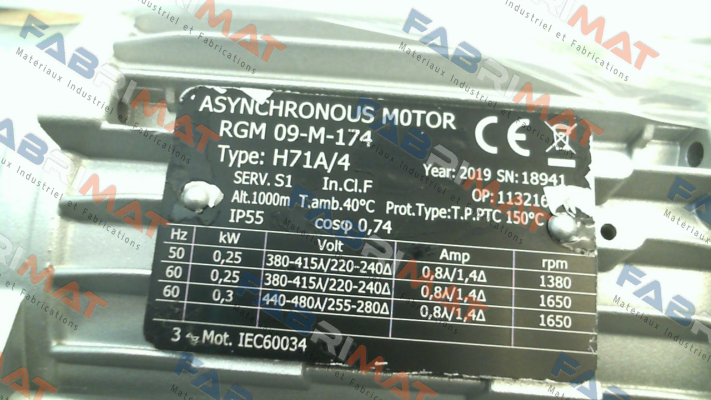 ASYNCHRONOUS MOTOR
RGM 09-M-174
Type: H71A/4
CE
Year: 2019 SN: 18941
SERV. S1 In.Cl.F
OP: 113216
Alt.1000m T.amb.40°C Prot.Type:T.P.PTC 150°C
IP55 cosφ 0,74
Hz kW Volt Amp rpm
50 0,25 380-415λ/220-240Δ 0,8λ/1,4Δ 1380
60 0,25 380-415λ/220-240Δ 0,8λ/1,4Δ 1650
60 0,3 440-480λ/255-280Δ 0,8λ/1,4Δ 1650
3 ~ Mot. IEC60034
FABRIMAT
Materiaux Industriel et Fabrications